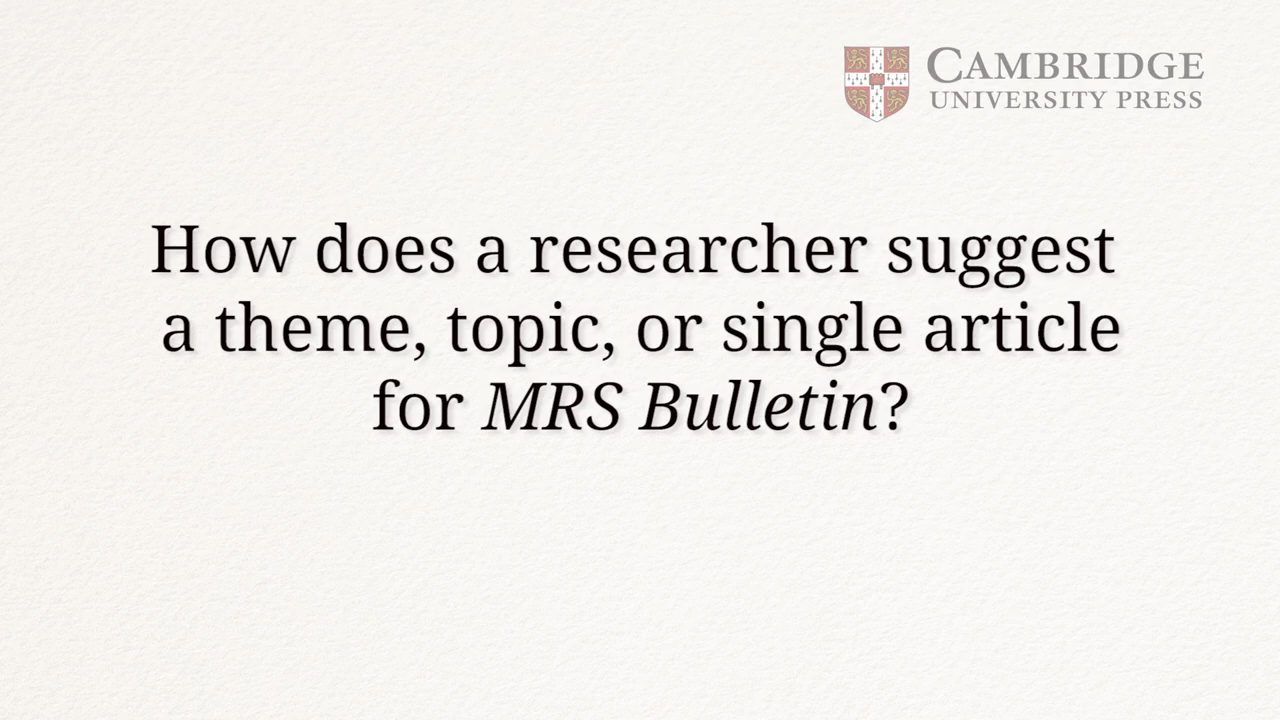 CAMBRIDGE
UNIVERSITY PRESS
How does a researcher suggest
a theme, topic, or single article
for MRS Bulletin?